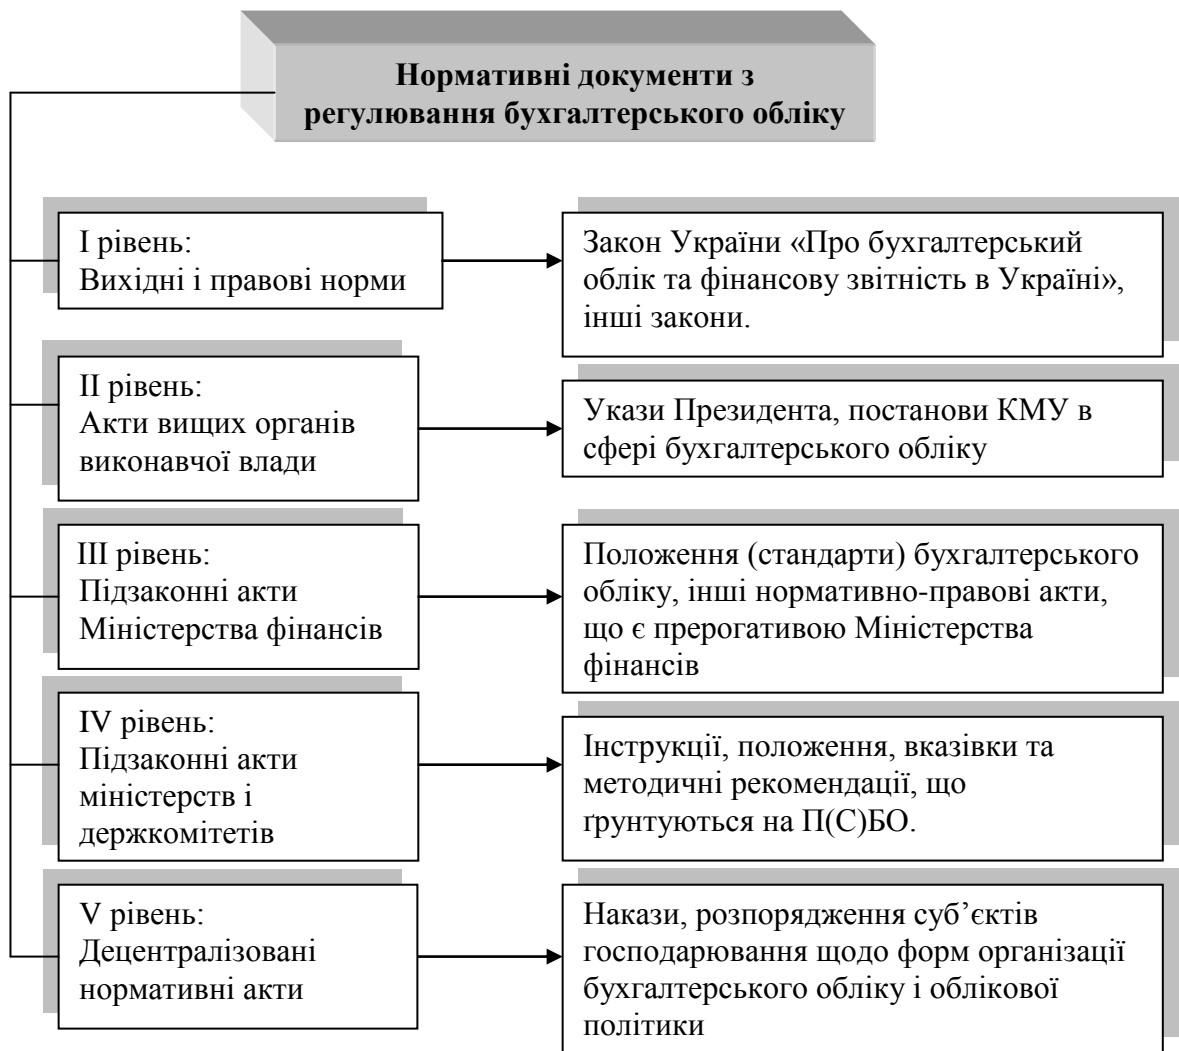 Нормативні документи з
регулювання бухгалтерського обліку
І рівень:
Вихідні і правові норми
Закон України «Про бухгалтерський
облік та фінансову звітність в Україні»,
інші закони.
ІІ рівень:
Акти вищих органів
виконавчої влади
Укази Президента, постанови КМУ в
сфері бухгалтерського обліку
ІІІ рівень:
Підзаконні акти
Міністерства фінансів
Положення (стандарти) бухгалтерського
обліку, інші нормативно-правові акти,
що є прерогативою Міністерства
фінансів
IV рівень:
Підзаконні акти
міністерств і
держкомітетів
Інструкції, положення, вказівки та
методичні рекомендації, що
ґрунтуються на П(С)БО.
V рівень:
Децентралізовані
нормативні акти
Накази, розпорядження суб’єктів
господарювання щодо форм організації
бухгалтерського обліку і облікової
політики